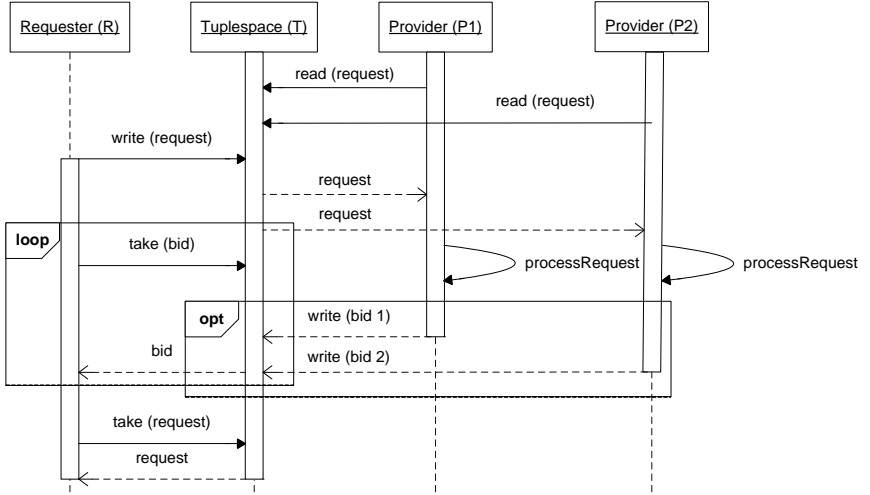 Requester (R)
Tuplespace (T)
Provider (P1)
Provider (P2)
read (request)
read (request)
write (request)
request
request
loop
take (bid)
processRequest
processRequest
opt
write (bid 1)
bid
write (bid 2)
take (request)
request